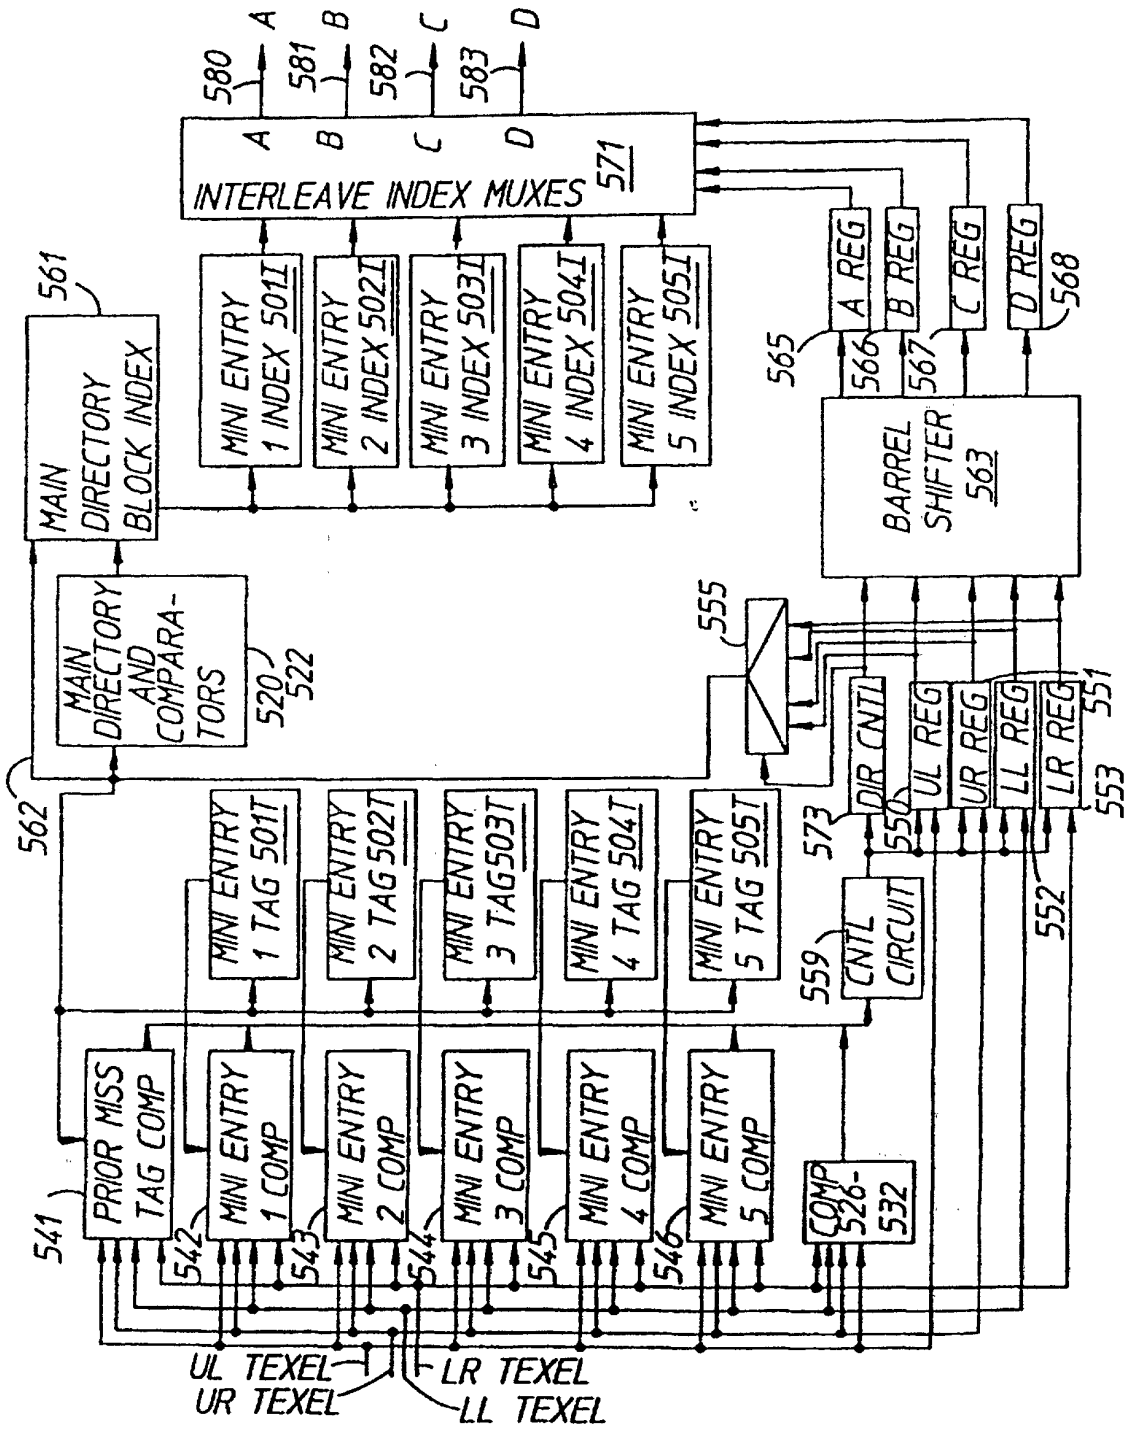 UL TEXEL
UR TEXEL
LR TEXEL
LL TEXEL
541
PRIOR MISS
TAG COMP
542
MINI ENTRY
1 COMP
543
MINI ENTRY
2 COMP
544
MINI ENTRY
3 COMP
545
MINI ENTRY
4 COMP
546
MINI ENTRY
5 COMP
COMP
526-
532
MINI ENTRY
1 TAG 501T
MINI ENTRY
2 TAG 502T
MINI ENTRY
3 TAG 503T
MINI ENTRY
4 TAG 504T
MINI ENTRY
5 TAG 505T
559
CNTL
CIRCUIT
562
MAIN
DIRECTORY
AND
COMPARA-
TORS
520
522
573
DIR CNTL
550
UL REG
UR REG
551
LL REG
552
LR REG
553
555
MAIN
DIRECTORY
BLOCK INDEX
561
MINI ENTRY
1 INDEX 501I
MINI ENTRY
2 INDEX 502I
MINI ENTRY
3 INDEX 503I
MINI ENTRY
4 INDEX 504I
MINI ENTRY
5 INDEX 505I
BARREL
SHIFTER
563
565
A REG
566
B REG
567
C REG
D REG
568
INTERLEAVE INDEX MUXES
571
A
B
C
D
580
A
581
B
582
C
583
D